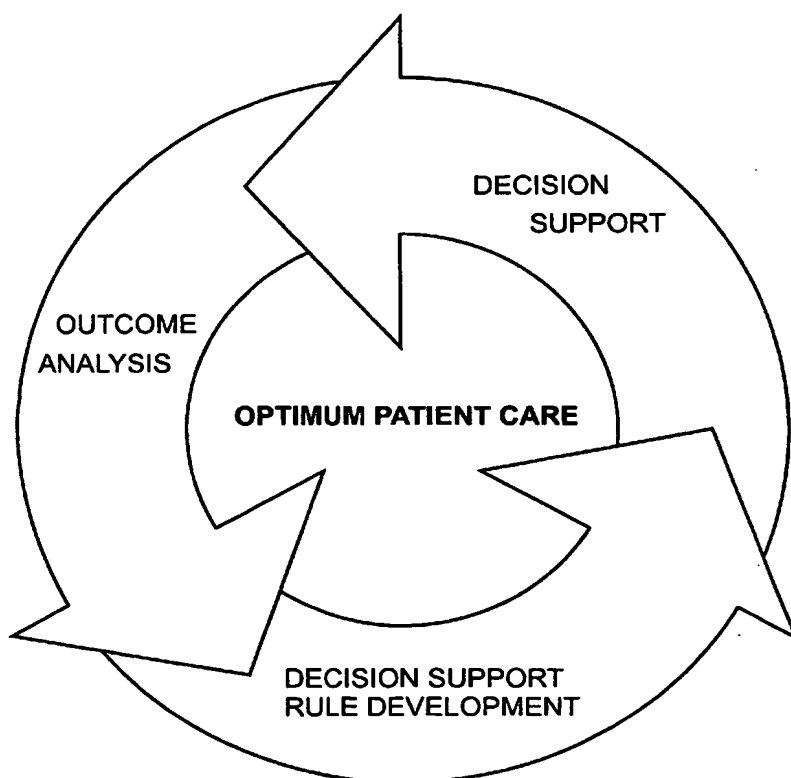 DECISION
SUPPORT
OUTCOME
ANALYSIS
OPTIMUM PATIENT CARE
DECISION SUPPORT
RULE DEVELOPMENT